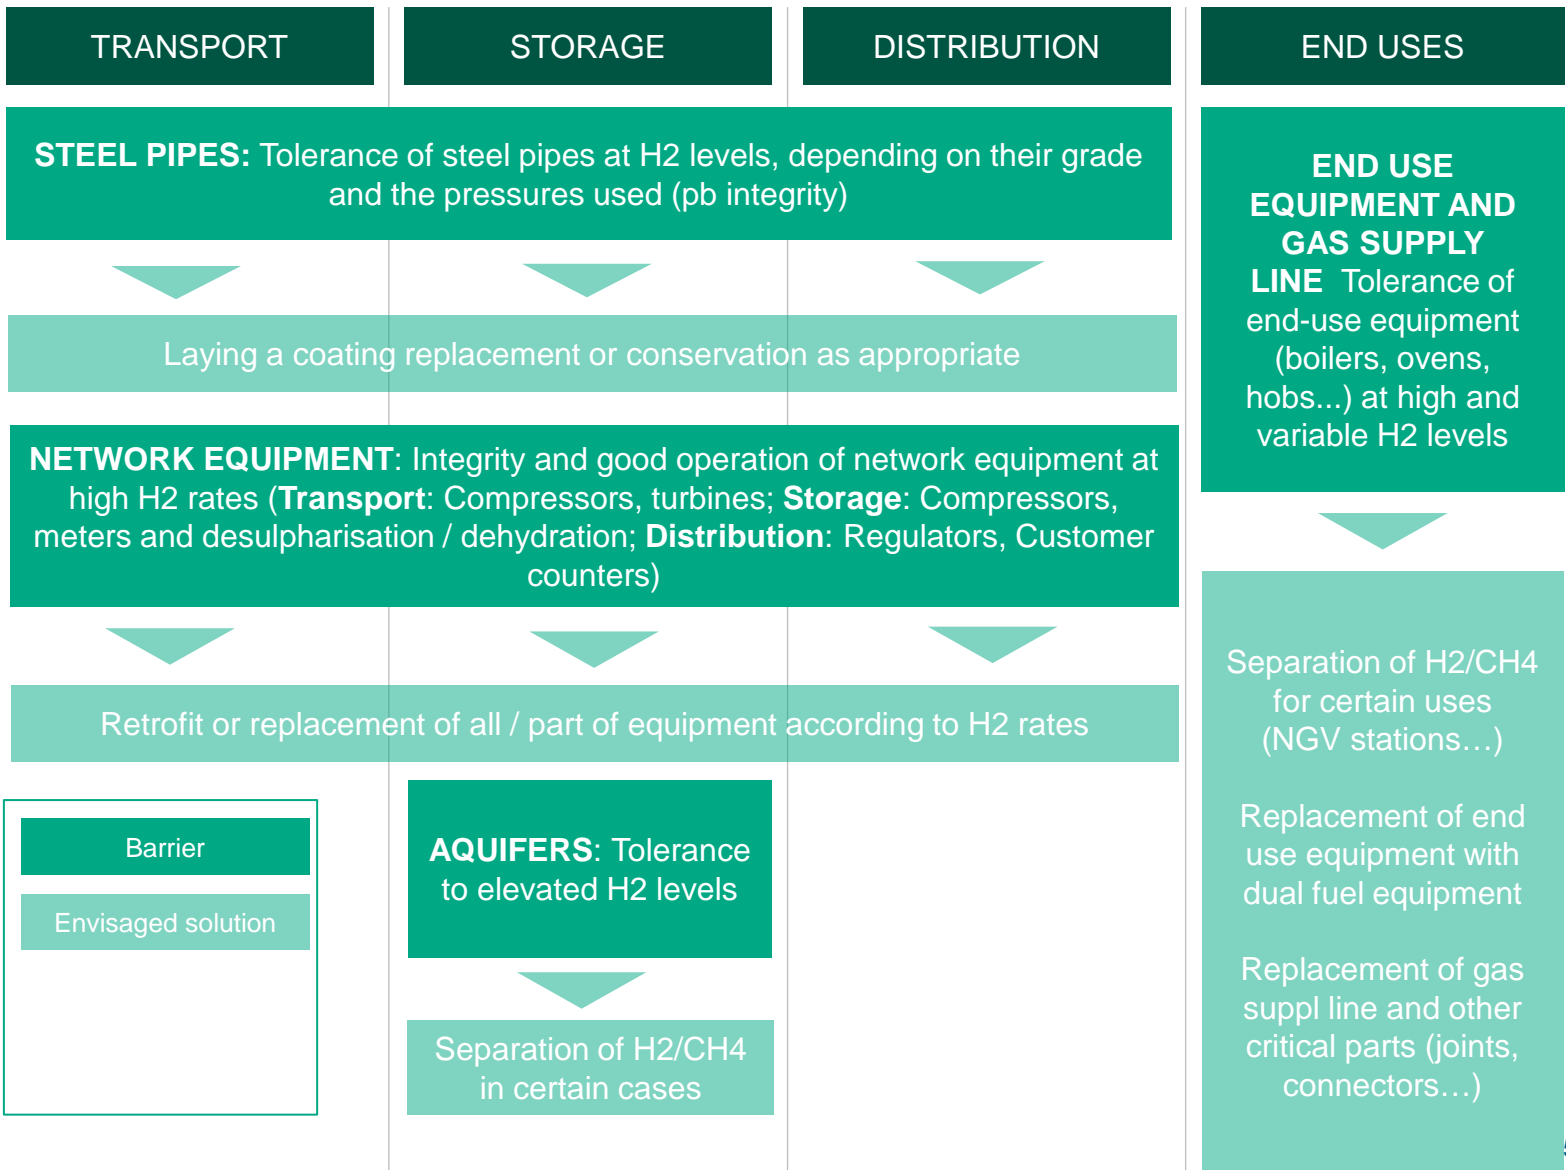 TRANSPORT
STORAGE
DISTRIBUTION
END USES
STEEL PIPES: Tolerance of steel pipes at H2 levels, depending on their grade
and the pressures used (pb integrity)
Laying a coating replacement or conservation as appropriate
NETWORK EQUIPMENT: Integrity and good operation of network equipment at
high H2 rates (Transport: Compressors, turbines; Storage: Compressors,
meters and desulpharisation / dehydration; Distribution: Regulators, Customer
counters)
Retrofit or replacement of all / part of equipment according to H2 rates
Barrier
Envisaged solution
AQUIFERS: Tolerance
to elevated H2 levels
Separation of H2/CH4
in certain cases
END USE
EQUIPMENT AND
GAS SUPPLY
LINE Tolerance of
end-use equipment
(boilers, ovens,
hobs...) at high and
variable H2 levels
Separation of H2/CH4
for certain uses
(NGV stations…)
Replacement of end
use equipment with
dual fuel equipment
Replacement of gas
suppl line and other
critical parts (joints,
connectors…)